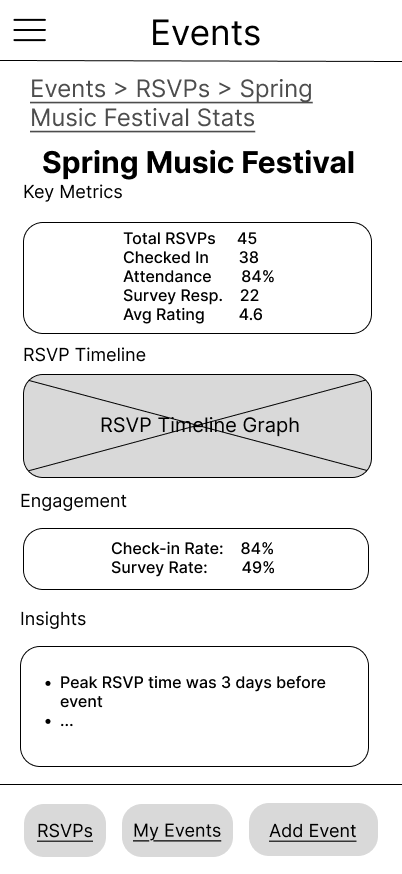 Events
Events > RSVPs > Spring
Music Festival Stats
Spring Music Festival
Key Metrics
Total RSVPs 45
Checked In 38
Attendance 84%
Survey Resp. 22
Avg Rating 4.6
RSVP Timeline
RSVP Timeline Graph
Engagement
Check-in Rate: 84%
Survey Rate: 49%
Insights
• Peak RSVP time was 3 days before
event
• ...
RSVPs My Events Add Event